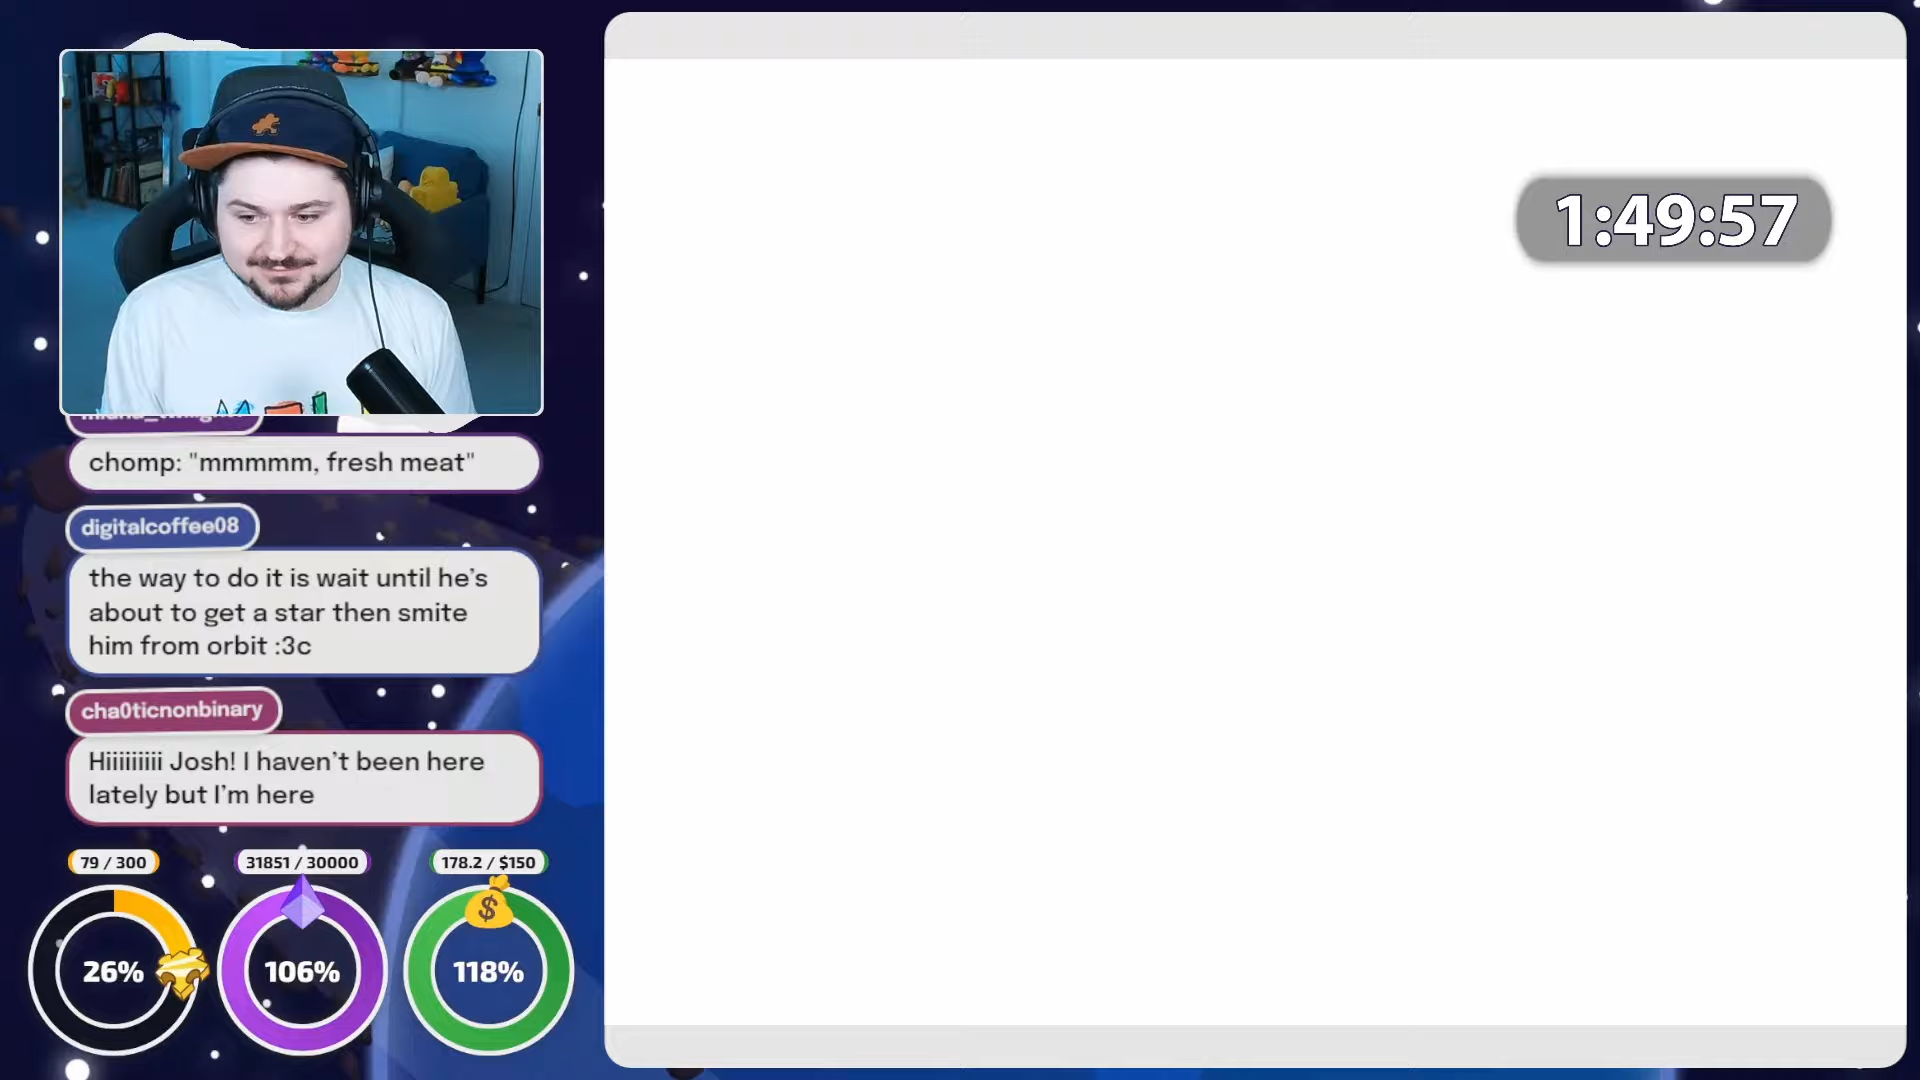 1:49:57
chomp: "mmmmm, fresh meat"
digitalcoffee08
the way to do it is wait until he’s
about to get a star then smite
him from orbit :3c
cha0ticnonbinary
Hiiiiiiiii Josh! I haven’t been here
lately but I’m here
79 / 300
31851 / 30000
178.2 / $150
26%
106%
118%